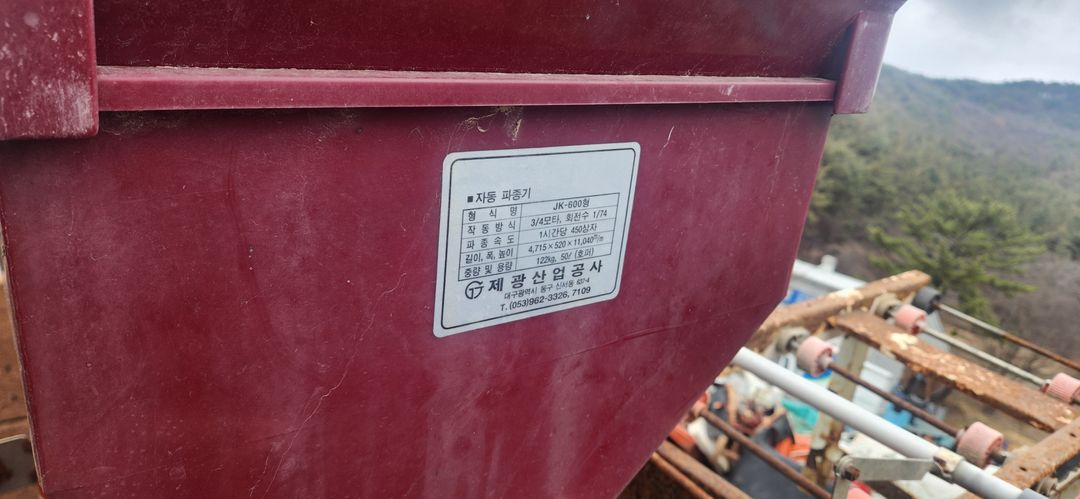 ■ 자동 파종기
형 식 명 JK-600형
작 동 방 식 3/4모타, 회전수 1/74
파 종 속 도 1시간당 450상자
길이, 폭, 높이 4,715×520×11,040㎜
중량 및 용량 122kg, 50ℓ (호퍼)
제광산업공사
대구광역시 동구 신서동 637-4
T. (053)962-3326, 7109